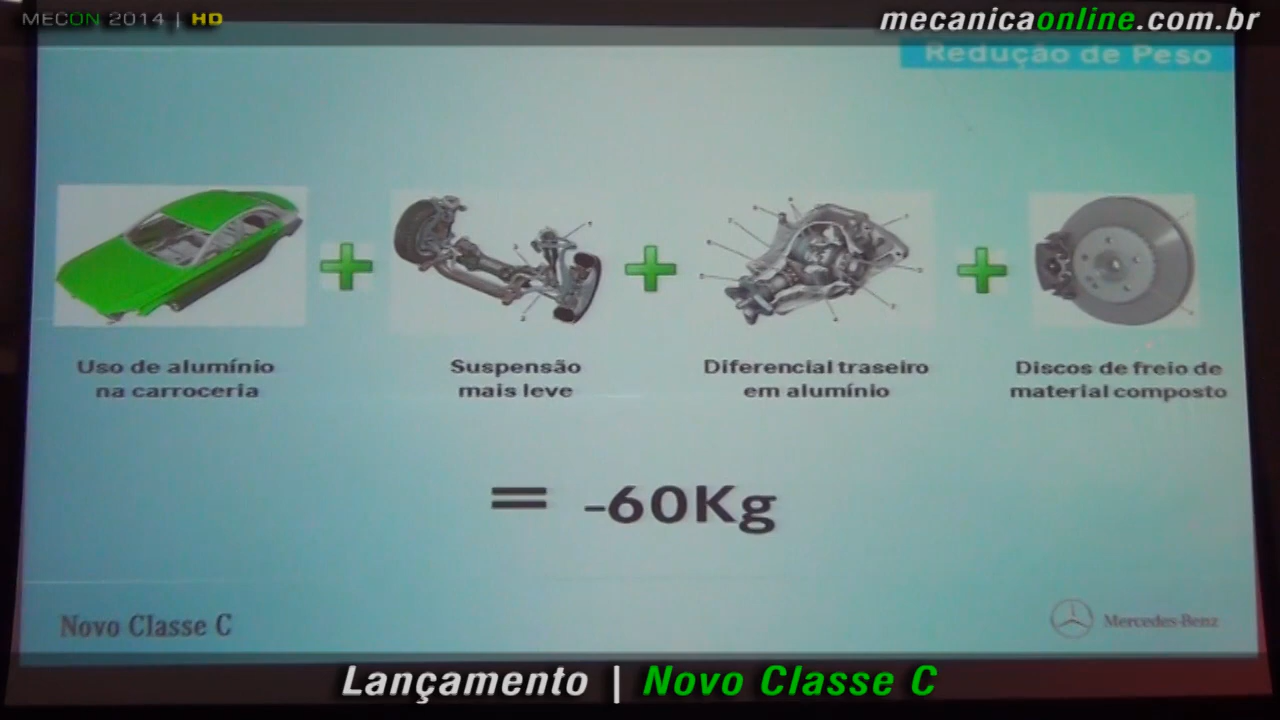 MECON 2014 | HD
mecanicaonline.com.br
Redução de Peso
Uso de alumínio
na carroceria
Suspensão
mais leve
Diferencial traseiro
em alumínio
Discos de freio de
material composto
= -60Kg
Novo Classe C
Mercedes-Benz
Lançamento | Novo Classe C